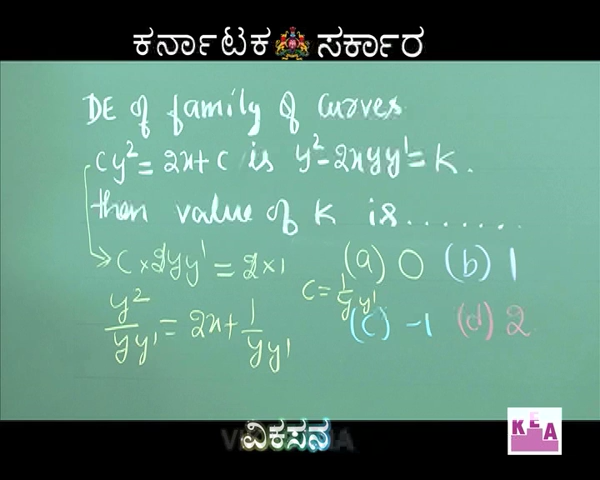 ಕರ್ನಾಟಕ ಸರ್ಕಾರ
DE of family of curves
cy² = 2x + c is y² - 2xyy' = K.
then value of K is.......
c × 2yy' = 2 × 1
(a) 0 (b) 1
c = 1/yy'
y²/yy' = 2x + 1/yy'
(c) -1 (d) 2
ವಿಕಸನ
KEA